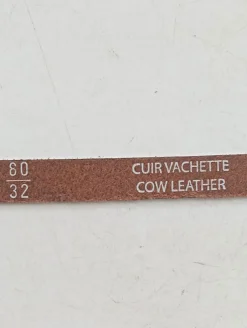 80
32
CUIR VACHETTE
COW LEATHER